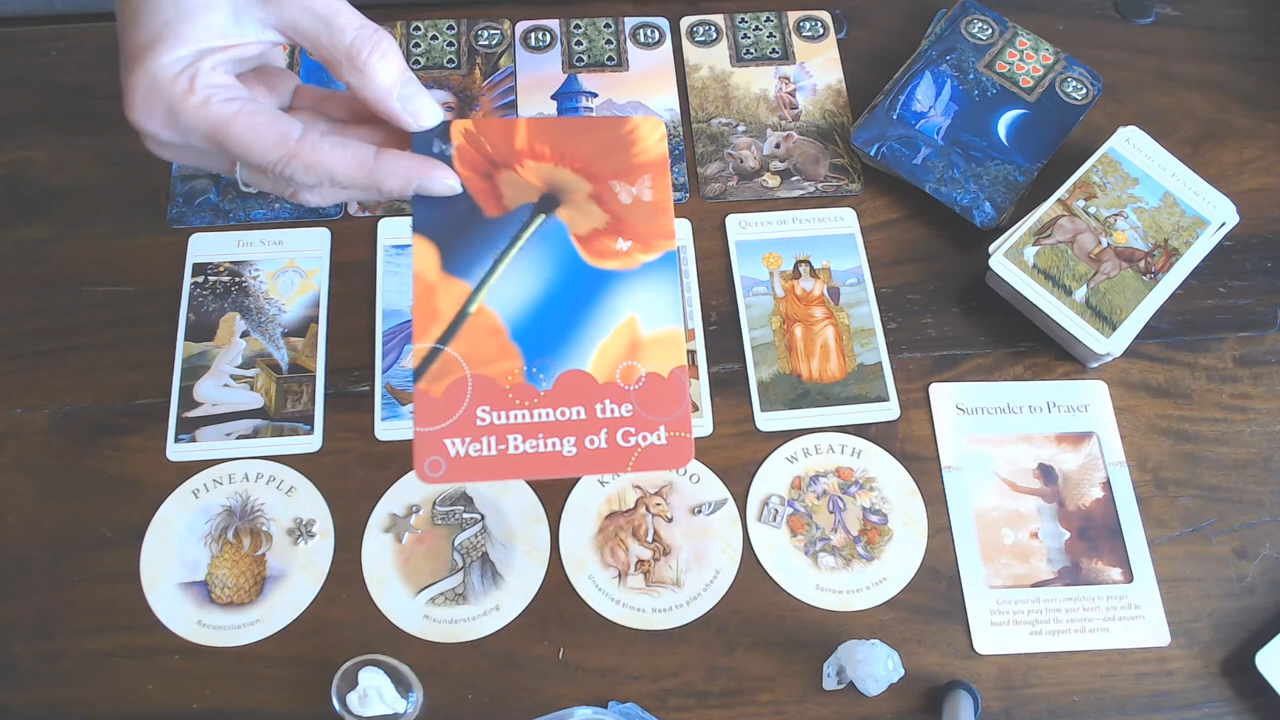 27
19
19
23
23
32
32
KNIGHT OF PENTACLES
THE STAR
QUEEN OF PENTACLES
Summon the
Well-Being of God
Surrender to Prayer
Give yourself over completely to prayer
When you pray from your heart, you will be
heard throughout the universe—and answers
and support will arrive.
PINEAPPLE
Reconciliation.
Misunderstanding.
KA OO
Unsettled times. Need to plan ahead.
WREATH
Sorrow over a loss.